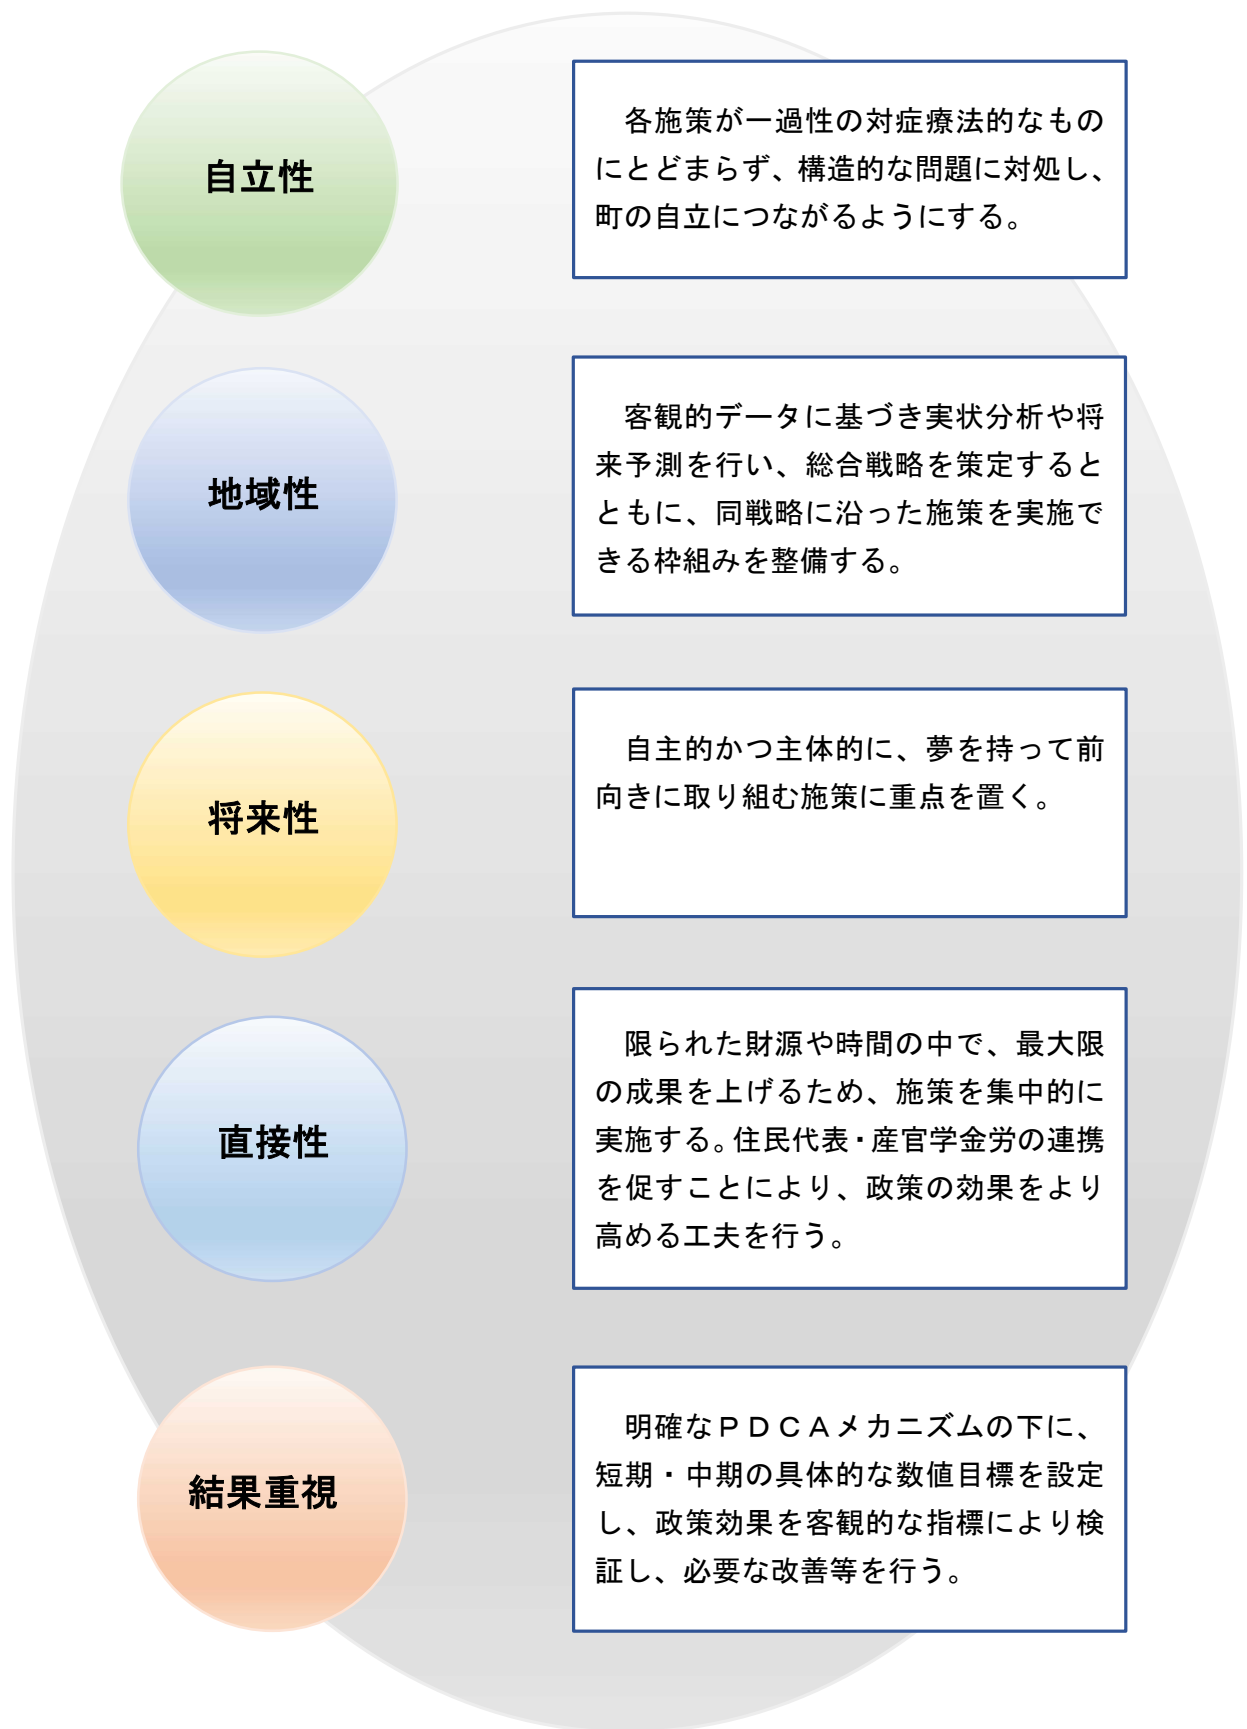 自立性
各施策が一過性の対症療法的なもの
にとどまらず、構造的な問題に対処し、
町の自立につながるようにする。
地域性
客観的データに基づき実状分析や将
来予測を行い、総合戦略を策定すると
ともに、同戦略に沿った施策を実施で
きる枠組みを整備する。
将来性
自主的かつ主体的に、夢を持って前
向きに取り組む施策に重点を置く。
直接性
限られた財源や時間の中で、最大限
の成果を上げるため、施策を集中的に
実施する。住民代表・産官学金労の連携
を促すことにより、政策の効果をより
高める工夫を行う。
結果重視
明確なＰＤＣＡメカニズムの下に、
短期・中期の具体的な数値目標を設定
し、政策効果を客観的な指標により検
証し、必要な改善等を行う。